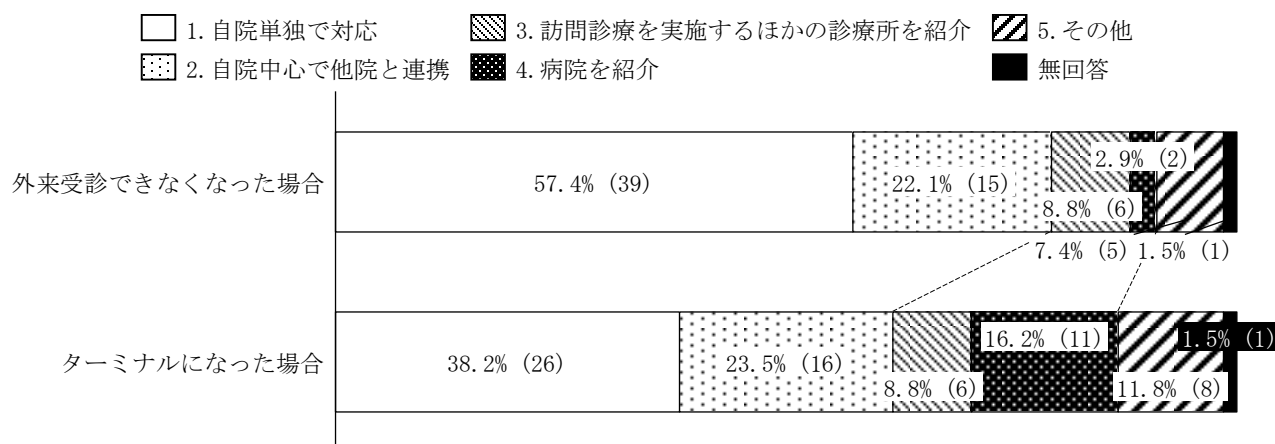 1. 自院単独で対応 3. 訪問診療を実施するほかの診療所を紹介 5. その他
2. 自院中心で他院と連携 4. 病院を紹介 無回答
外来受診できなくなった場合 57.4% (39) 22.1% (15) 8.8% (6) 2.9% (2)
7.4% (5) 1.5% (1)
ターミナルになった場合 38.2% (26) 23.5% (16) 8.8% (6) 16.2% (11) 11.8% (8) 1.5% (1)